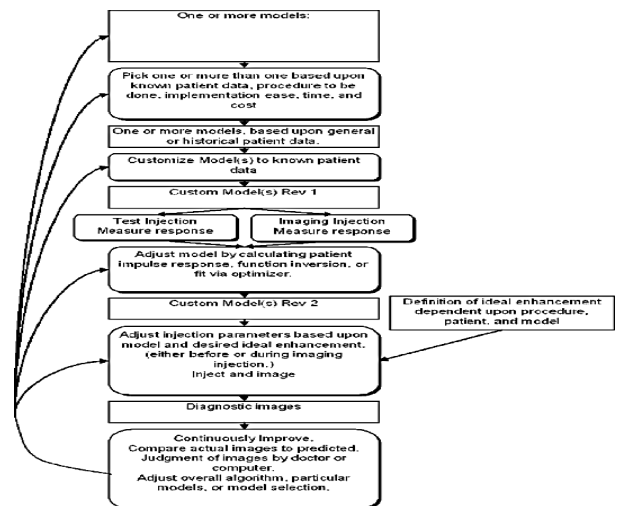 One or more models:
Pick one or more than one based upon
known patient data, procedure to be
done, implementation ease, time, and
cost
One or more models, based upon general
or historical patient data.
Customize Model(s) to known patient
data
Custom Model(s) Rev 1
Test Injection
Measure response
Imaging Injection
Measure response
Adjust model by calculating patient
impulse response, function inversion, or
fit via optimizer.
Custom Model(s) Rev 2
Definition of ideal enhancement
dependent upon procedure,
patient, and model
Adjust injection parameters based upon
model and desired ideal enhancement.
(either before or during imaging
injection.)
Inject and image
Diagnostic images
Continuously Improve.
Compare actual images to predicted.
Judgment of images by doctor or
computer.
Adjust overall algorithm, particular
models, or model selection.